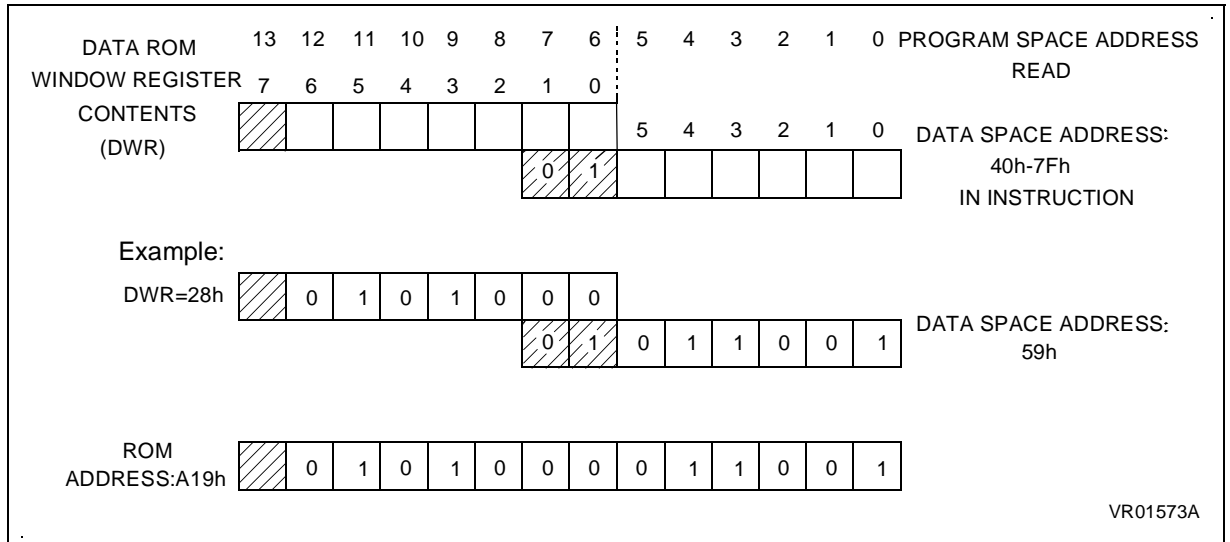 DATA ROM 13 12 11 10 9 8 7 6 5 4 3 2 1 0 PROGRAM SPACE ADDRESS
WINDOW REGISTER 7 6 5 4 3 2 1 0 READ
CONTENTS
(DWR)
5 4 3 2 1 0 DATA SPACE ADDRESS:
0 1 40h-7Fh
IN INSTRUCTION
Example:
DWR=28h 0 1 0 1 0 0 0
0 1 0 1 1 0 0 1 DATA SPACE ADDRESS:
59h
ROM
ADDRESS:A19h 0 1 0 1 0 0 0 0 1 1 0 0 1
VR01573A